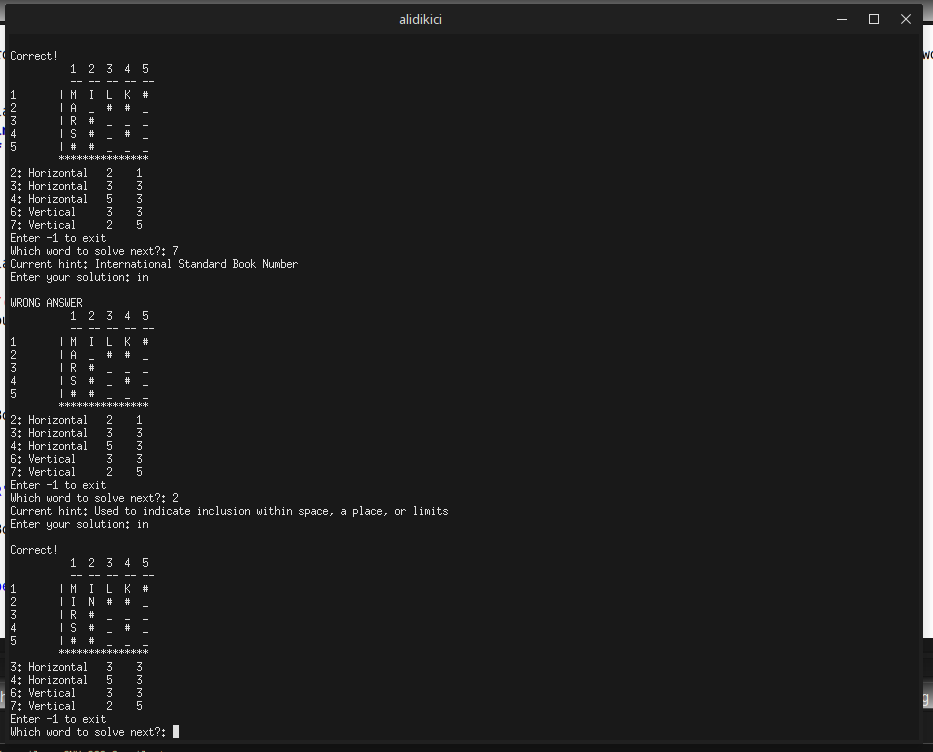 alidikici
Correct!
1 2 3 4 5
-- -- -- -- --
1 | M I L K #
2 | A _ # # _
3 | R # _ _ _
4 | S # _ # _
5 | # # _ _ _
***************
2: Horizontal 2 1
3: Horizontal 3 3
4: Horizontal 5 3
6: Vertical 3 3
7: Vertical 2 5
Enter -1 to exit
Which word to solve next?: 7
Current hint: International Standard Book Number
Enter your solution: in
WRONG ANSWER
1 2 3 4 5
-- -- -- -- --
1 | M I L K #
2 | A _ # # _
3 | R # _ _ _
4 | S # _ # _
5 | # # _ _ _
***************
2: Horizontal 2 1
3: Horizontal 3 3
4: Horizontal 5 3
6: Vertical 3 3
7: Vertical 2 5
Enter -1 to exit
Which word to solve next?: 2
Current hint: Used to indicate inclusion within space, a place, or limits
Enter your solution: in
Correct!
1 2 3 4 5
-- -- -- -- --
1 | M I L K #
2 | I N # # _
3 | R # _ _ _
4 | S # _ # _
5 | # # _ _ _
***************
3: Horizontal 3 3
4: Horizontal 5 3
6: Vertical 3 3
7: Vertical 2 5
Enter -1 to exit
Which word to solve next?: